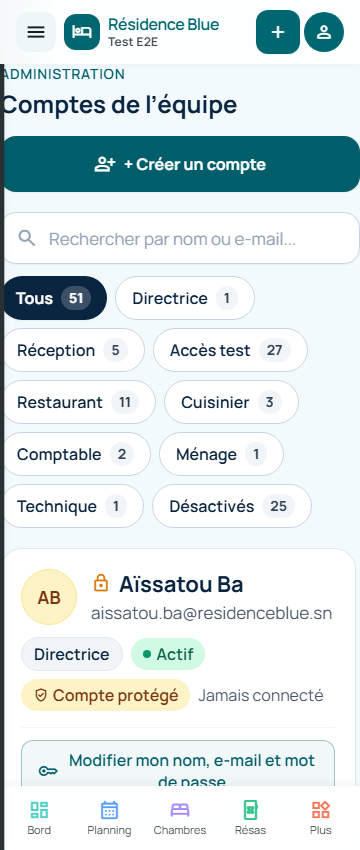 Résidence Blue
Test E2E
ADMINISTRATION
Comptes de l’équipe
+ Créer un compte
Rechercher par nom ou e-mail...
Tous 51
Directrice 1
Réception 5
Accès test 27
Restaurant 11
Cuisinier 3
Comptable 2
Ménage 1
Technique 1
Désactivés 25
AB
Aïssatou Ba
aissatou.ba@residenceblue.sn
Directrice
Actif
Compte protégé
Jamais connecté
Modifier mon nom, e-mail et mot
de passe
Bord
Planning
Chambres
Résas
Plus